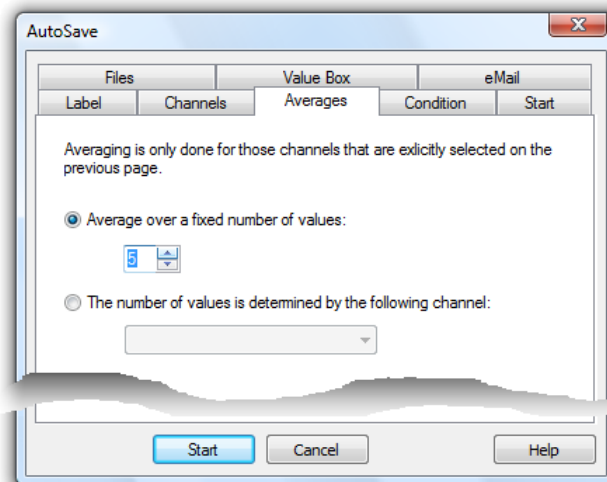 AutoSave
Files Value Box eMail
Label Channels Averages Condition Start
Averaging is only done for those channels that are exlicitly selected on the
previous page.
Average over a fixed number of values:
5
The number of values is determined by the following channel:
Start Cancel Help